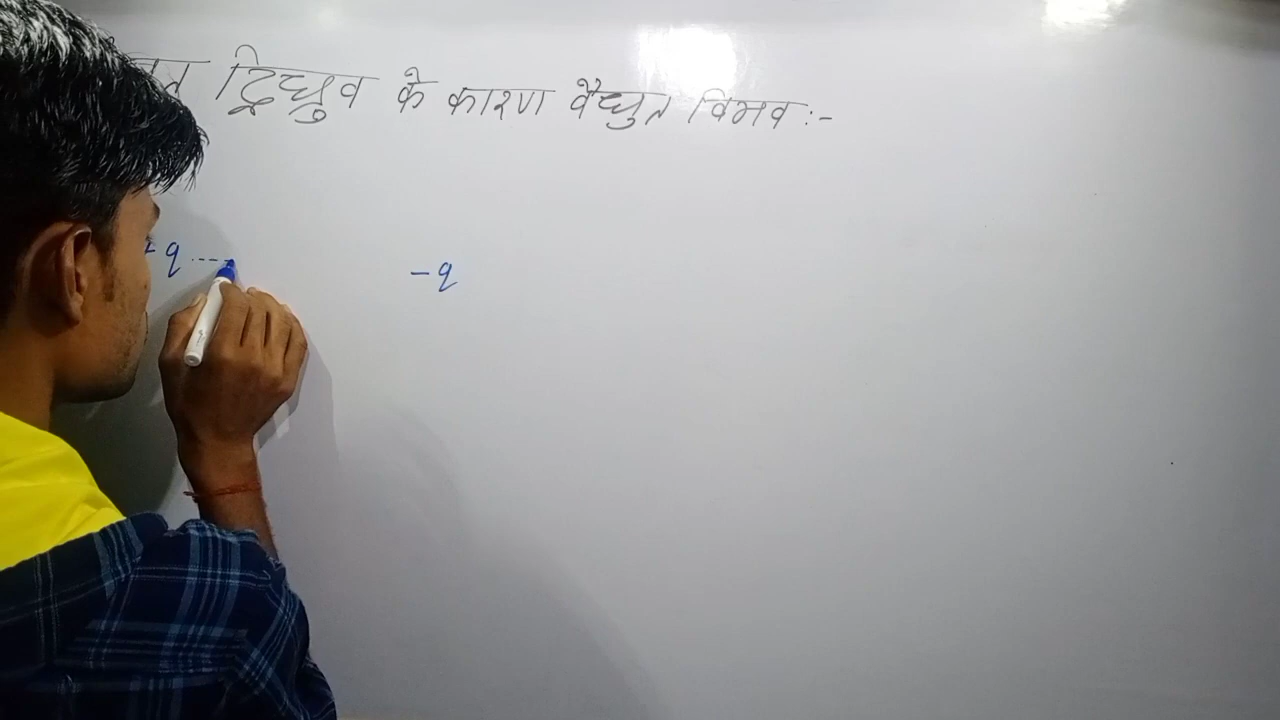 द्विध्रुव के कारण वैधुत विभव :-
+q ---- -q